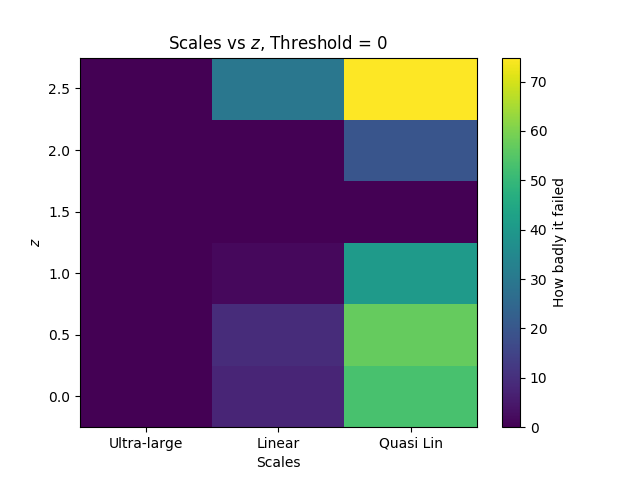 Scales vs z, Threshold = 0
2.5
2.0
1.5
1.0
0.5
0.0
z
Ultra-large Linear Quasi Lin
Scales
70
60
50
40
30
20
10
0
How badly it failed